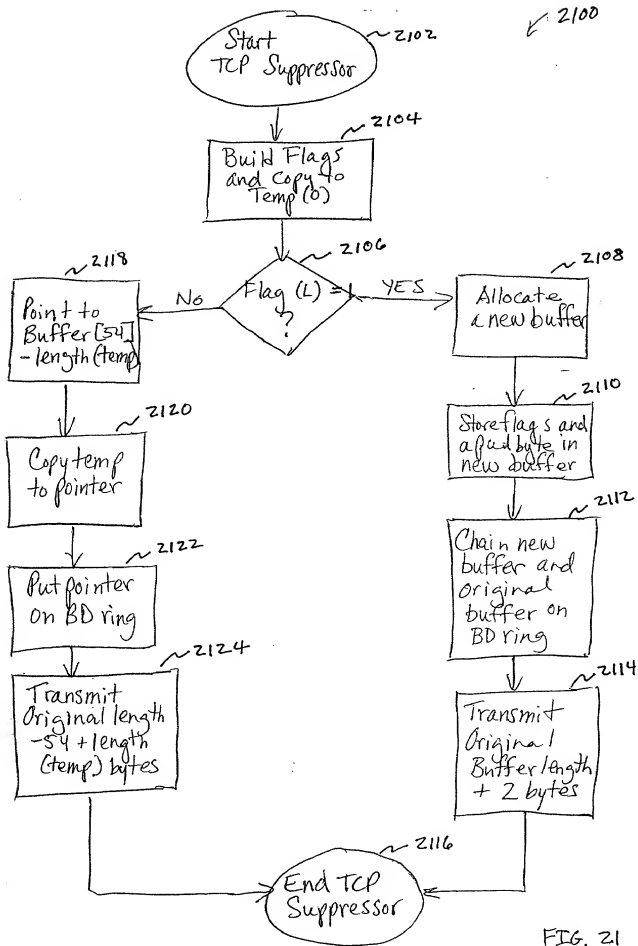 2100
2102
Start
TCP Suppressor
2104
Build Flags
and Copy to
Temp (0)
2106
Flag (L) = 1
?
NO
YES
2118
Point to
Buffer [54]
- length (temp)
2120
Copy temp
to pointer
2122
Put pointer
on BD ring
2124
Transmit
Original length
-54 + length
(temp) bytes
2108
Allocate
a new buffer
2110
Store flags and
a pad byte in
new buffer
2112
Chain new
buffer and
original
buffer on
BD ring
2114
Transmit
Original
Buffer length
+ 2 bytes
2116
End TCP
Suppressor
FIG. 21